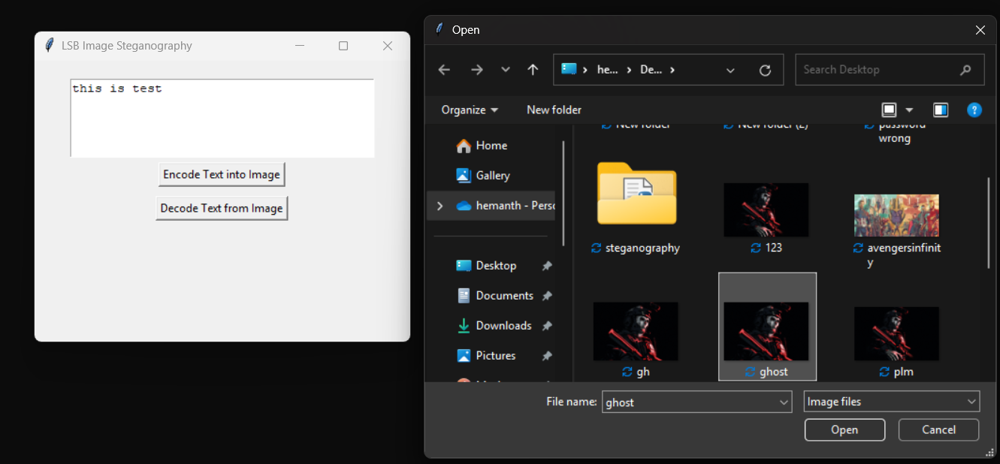 LSB Image Steganography
this is test
Encode Text into Image
Decode Text from Image
Open
he... De...
Search Desktop
Organize
New folder
Home
Gallery
hemanth - Perso
Desktop
Documents
Downloads
Pictures
New folder
New folder (2)
password
wrong
steganography
123
avengersinfinit
y
gh
ghost
plm
File name:
ghost
Image files
Open
Cancel